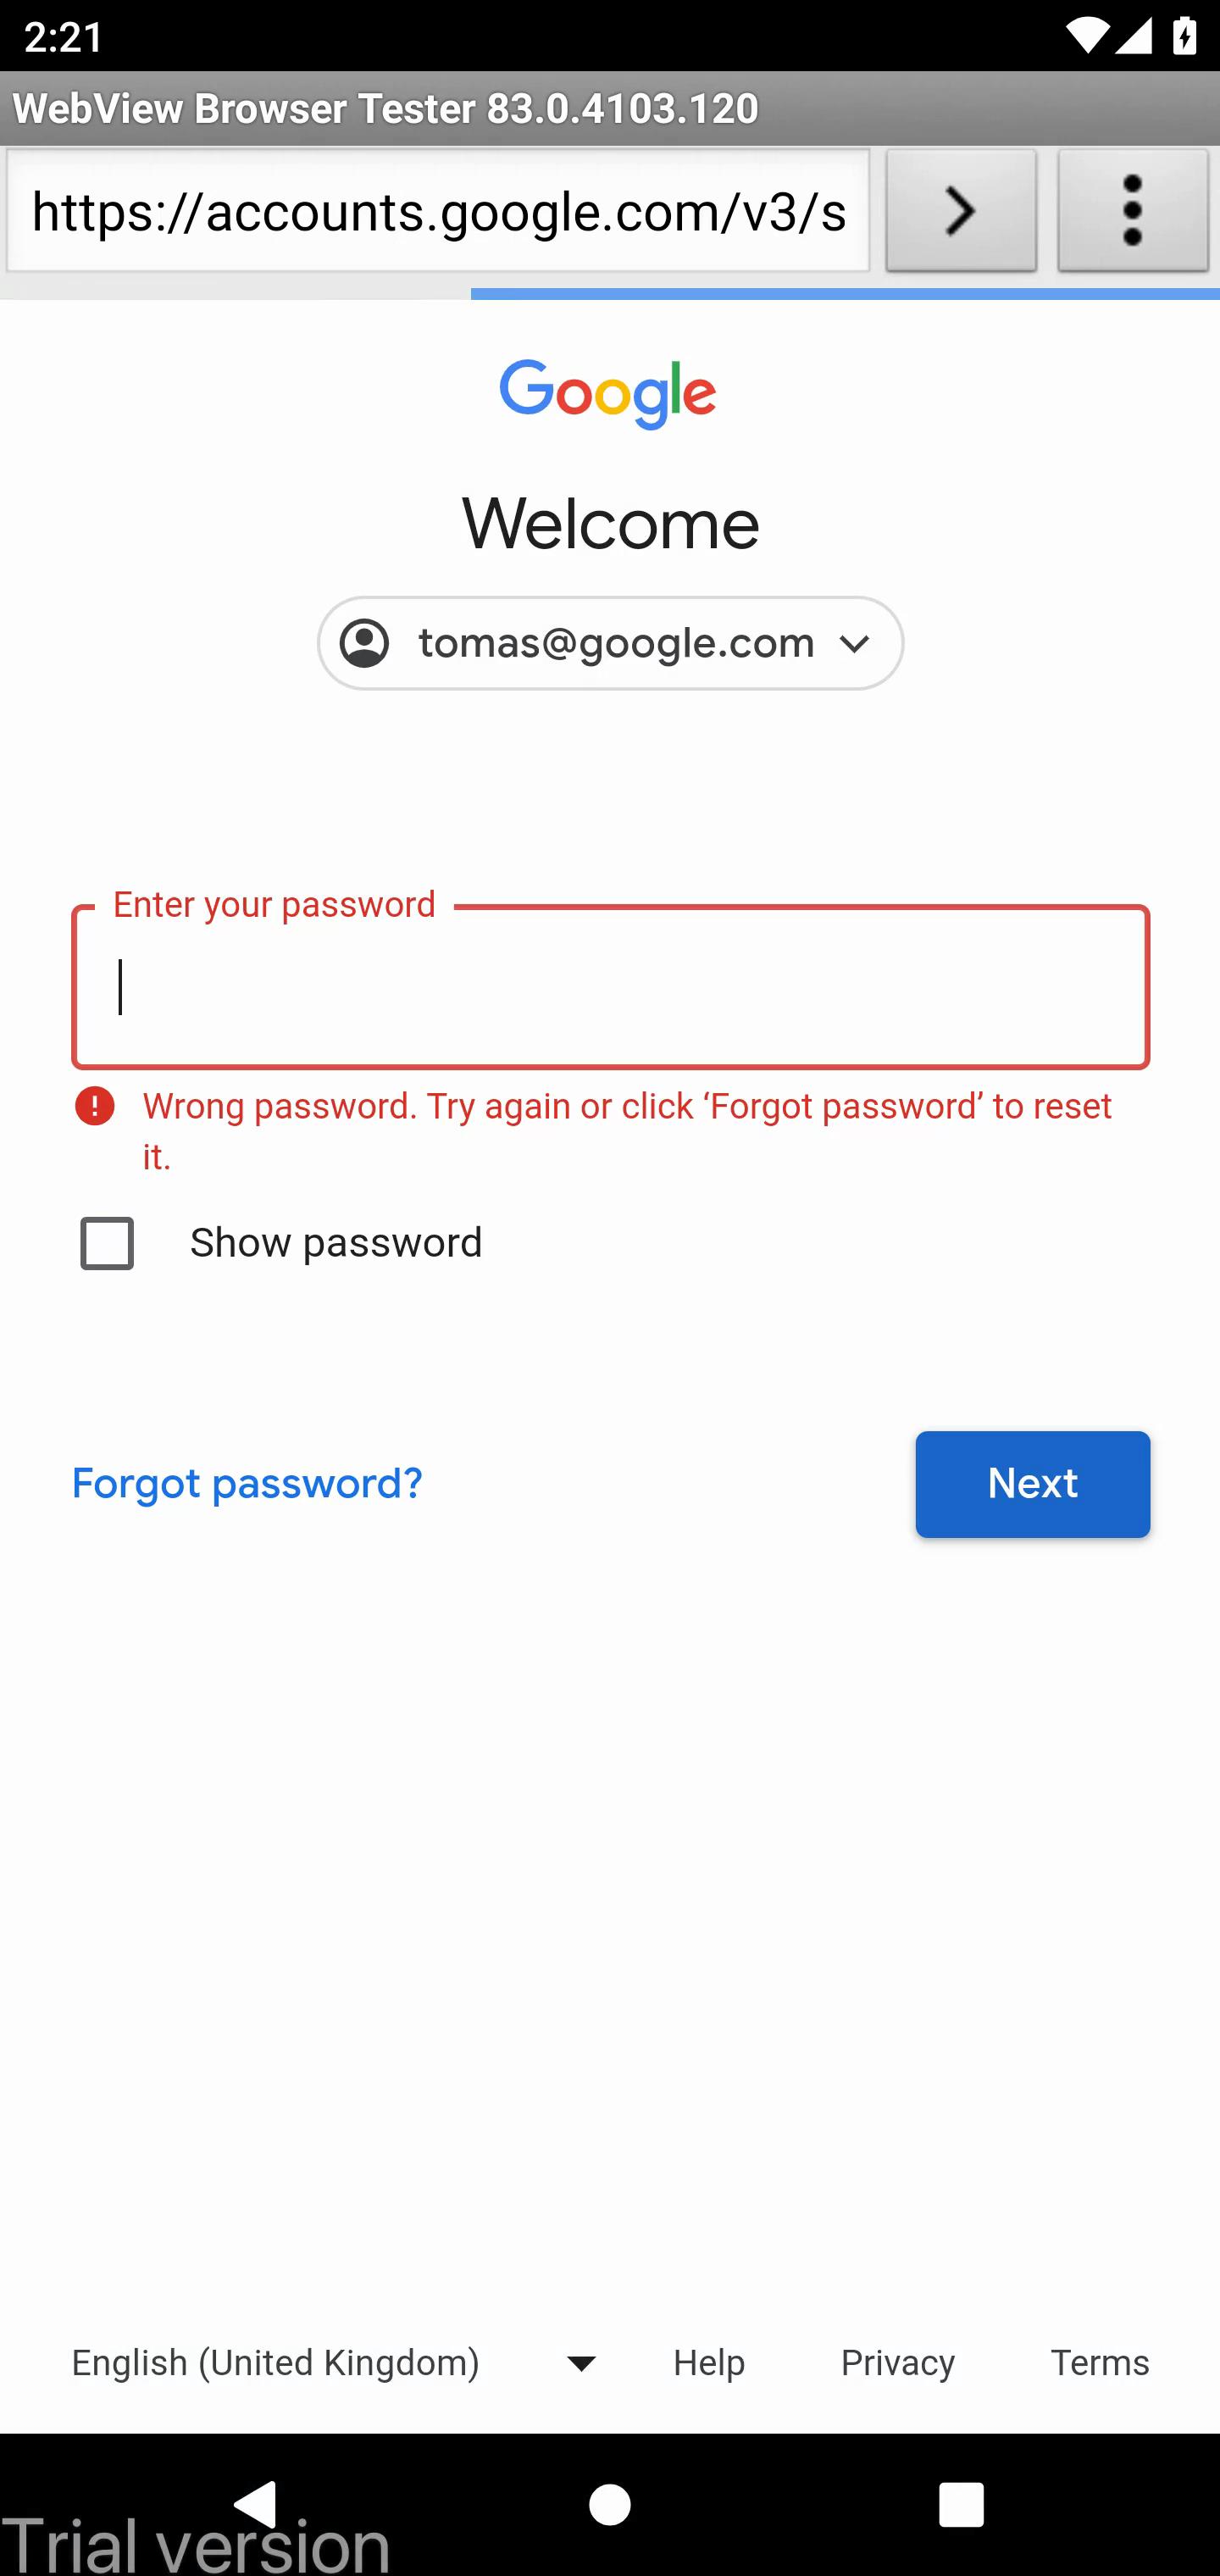 2:21
WebView Browser Tester 83.0.4103.120
https://accounts.google.com/v3/s
Google
Welcome
tomas@google.com
Enter your password
Wrong password. Try again or click ‘Forgot password’ to reset
it.
Show password
Forgot password?
Next
English (United Kingdom)
Help
Privacy
Terms
Trial version